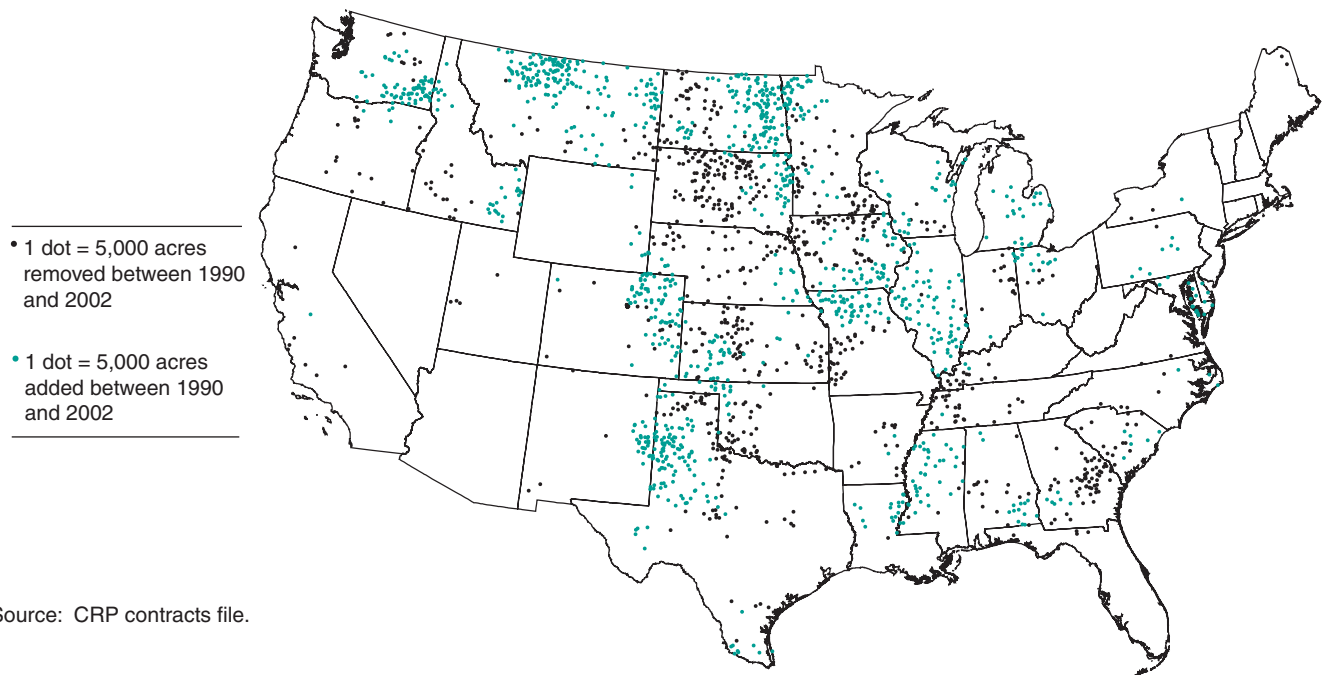 1 dot = 5,000 acres
removed between 1990
and 2002
1 dot = 5,000 acres
added between 1990
and 2002
Source: CRP contracts file.